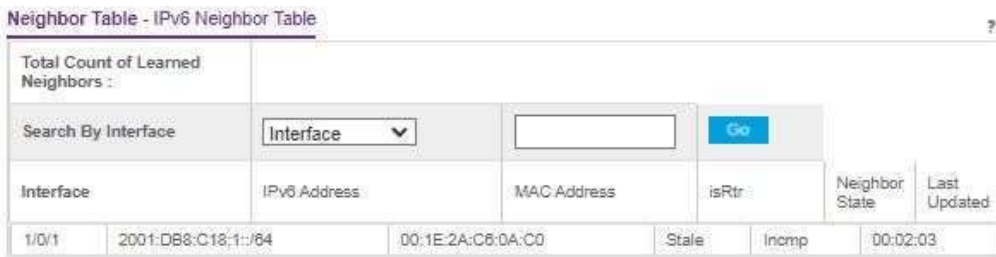 Neighbor Table - IPv6 Neighbor Table
?
Total Count of Learned
Neighbors :
Search By Interface Interface Go
Interface IPv6 Address MAC Address isRtr Neighbor State Last Updated
1/0/1 2001:DB8:C18;1::/64 00:1E:2A:C6:0A:C0 Stale Incmp 00:02:03